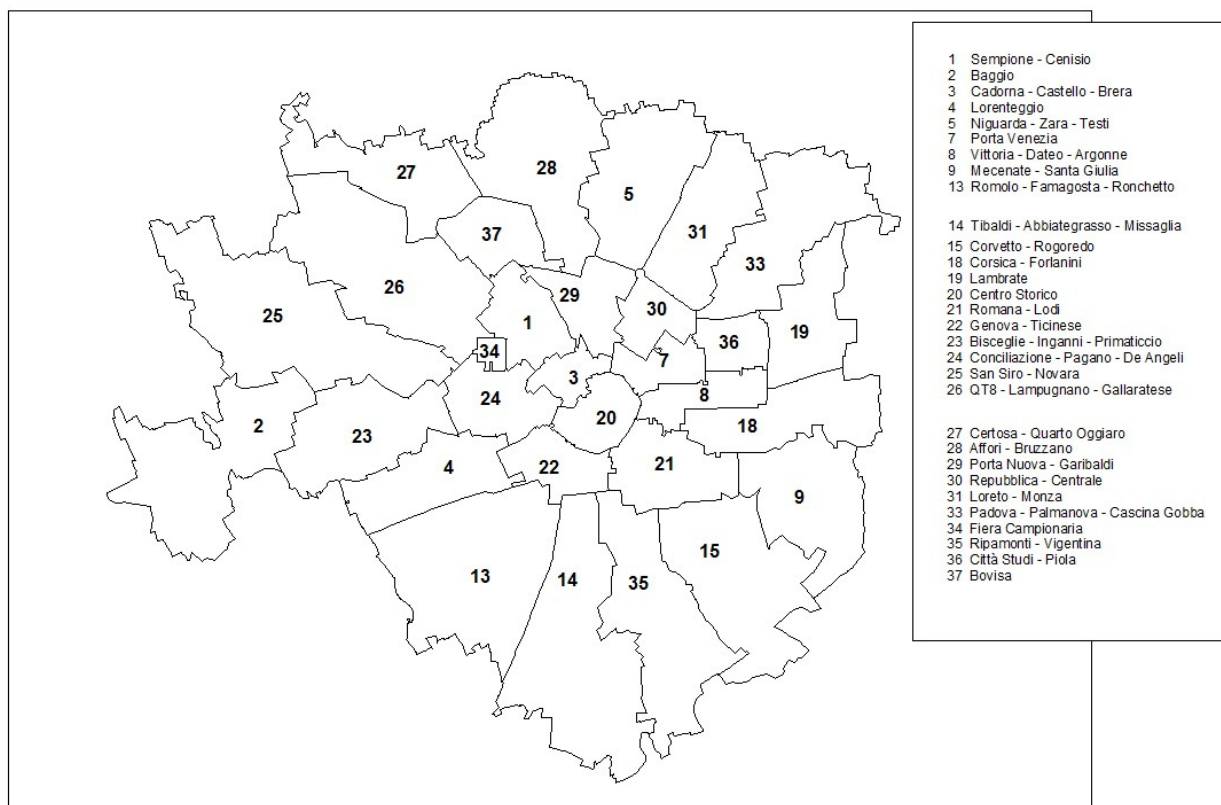 27
28
5
37
31
33
26
29
25
30
1
19
34
36
7
3
24
8
20
2
18
23
21
4
22
9
15
13
14
35
1 Sempione - Cenisio
2 Baggio
3 Cadorna - Castello - Brera
4 Lorenteggio
5 Niguarda - Zara - Testi
7 Porta Venezia
8 Vittoria - Dateo - Argonne
9 Mecenate - Santa Giulia
13 Romolo - Famagosta - Ronchetto
14 Tibaldi - Abbiategrasso - Missaglia
15 Corvetto - Rogoredo
18 Corsica - Forlanini
19 Lambrate
20 Centro Storico
21 Romana - Lodi
22 Genova - Ticinese
23 Bisceglie - Inganni - Primaticcio
24 Conciliazione - Pagano - De Angeli
25 San Siro - Novara
26 QT8 - Lampugnano - Gallaratese
27 Certosa - Quarto Oggiaro
28 Affori - Bruzzano
29 Porta Nuova - Garibaldi
30 Repubblica - Centrale
31 Loreto - Monza
33 Padova - Palmanova - Cascina Gobba
34 Fiera Campionaria
35 Ripamonti - Vigentina
36 Città Studi - Piola
37 Bovisa